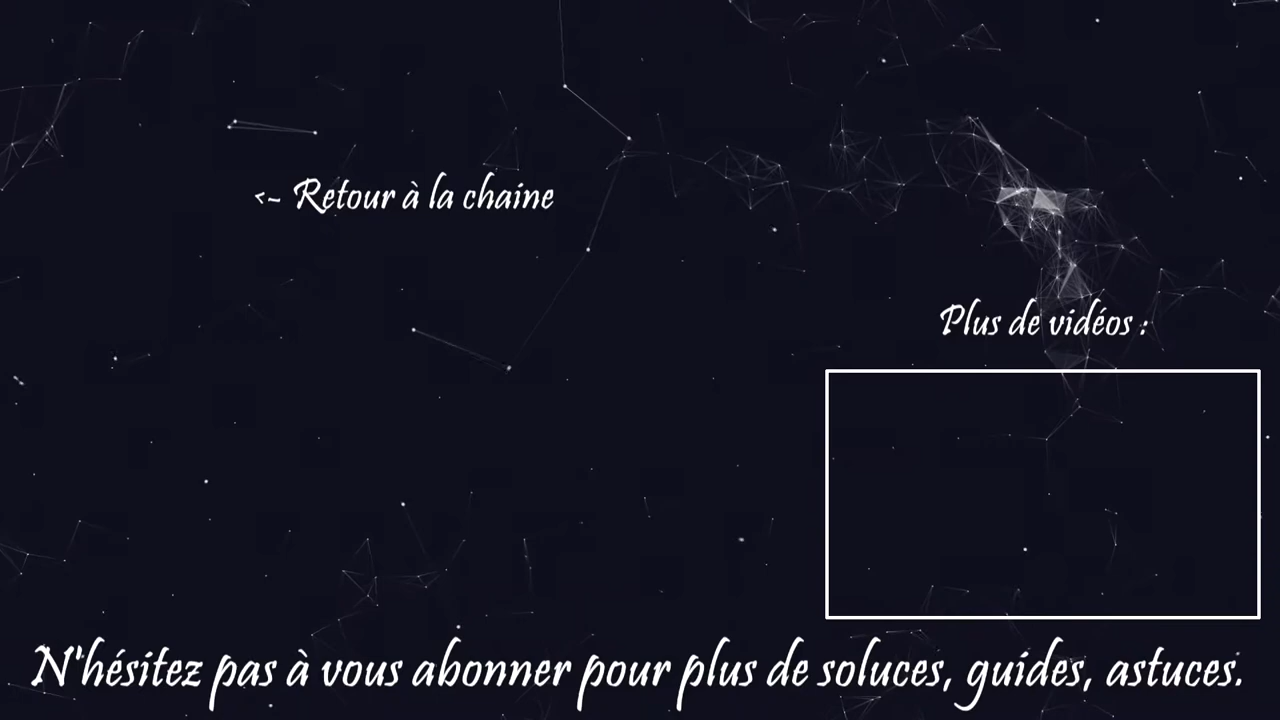 <- Retour à la chaine
Plus de vidéos :
N'hésitez pas à vous abonner pour plus de soluces, guides, astuces.